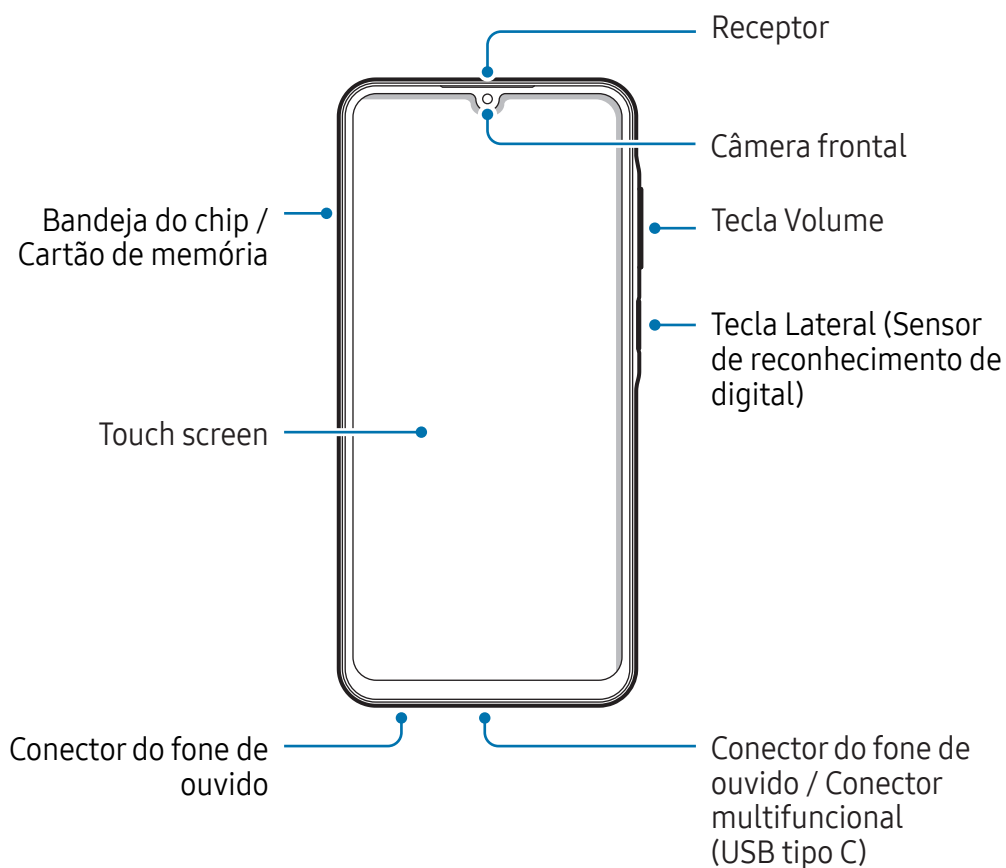 Receptor
Câmera frontal
Bandeja do chip /
Cartão de memória
Tecla Volume
Tecla Lateral (Sensor
de reconhecimento de
digital)
Touch screen
Conector do fone de
ouvido
Conector do fone de
ouvido / Conector
multifuncional
(USB tipo C)